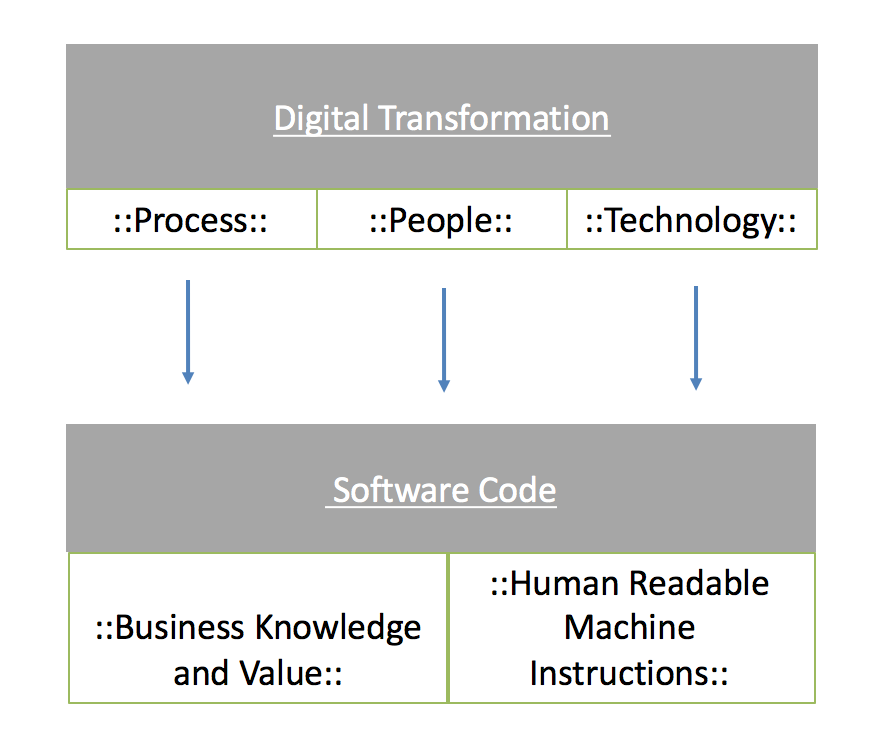 Digital Transformation
::Process:: ::People:: ::Technology::
Software Code
::Business Knowledge
and Value::
::Human Readable
Machine
Instructions::